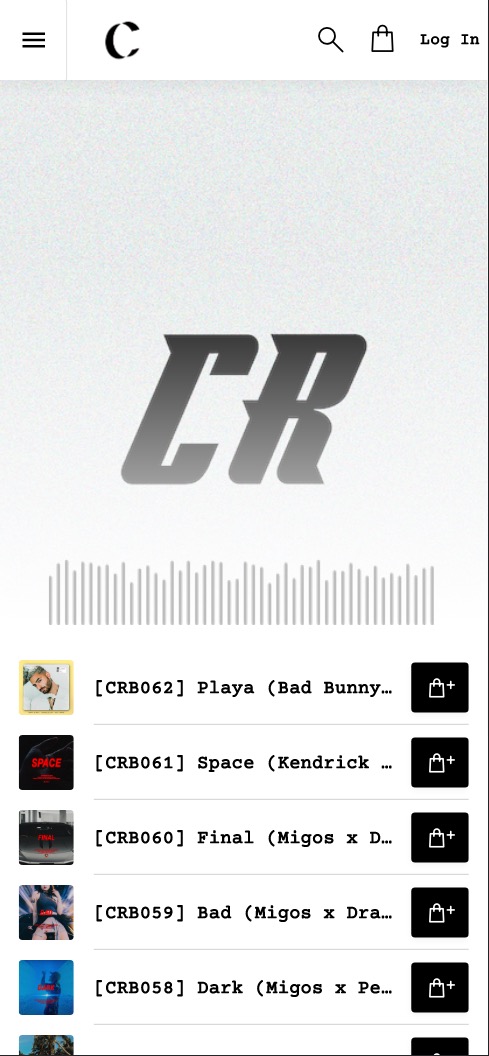 C
Log In
CR
[CRB062] Playa (Bad Bunny…
[CRB061] Space (Kendrick …
SPACE
[CRB060] Final (Migos x D…
FINAL
[CRB059] Bad (Migos x Dra…
[CRB058] Dark (Migos x Pe…